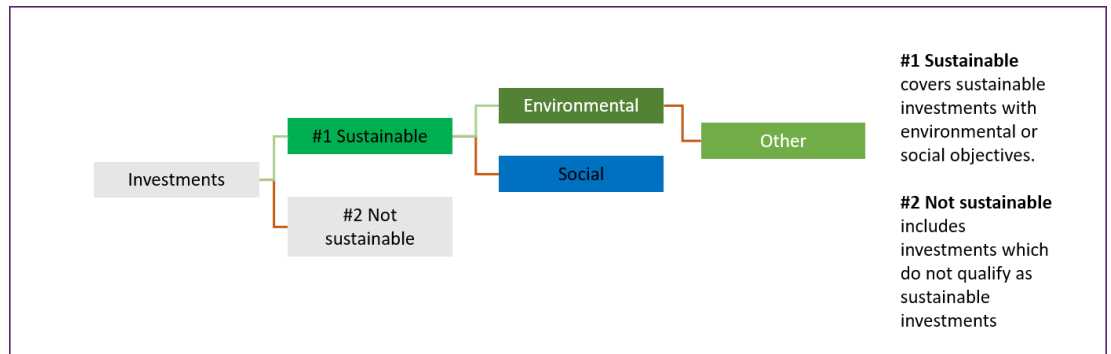 Investments
#1 Sustainable
#2 Not
sustainable
Environmental
Social
Other
#1 Sustainable
covers sustainable
investments with
environmental or
social objectives.
#2 Not sustainable
includes
investments which
do not qualify as
sustainable
investments